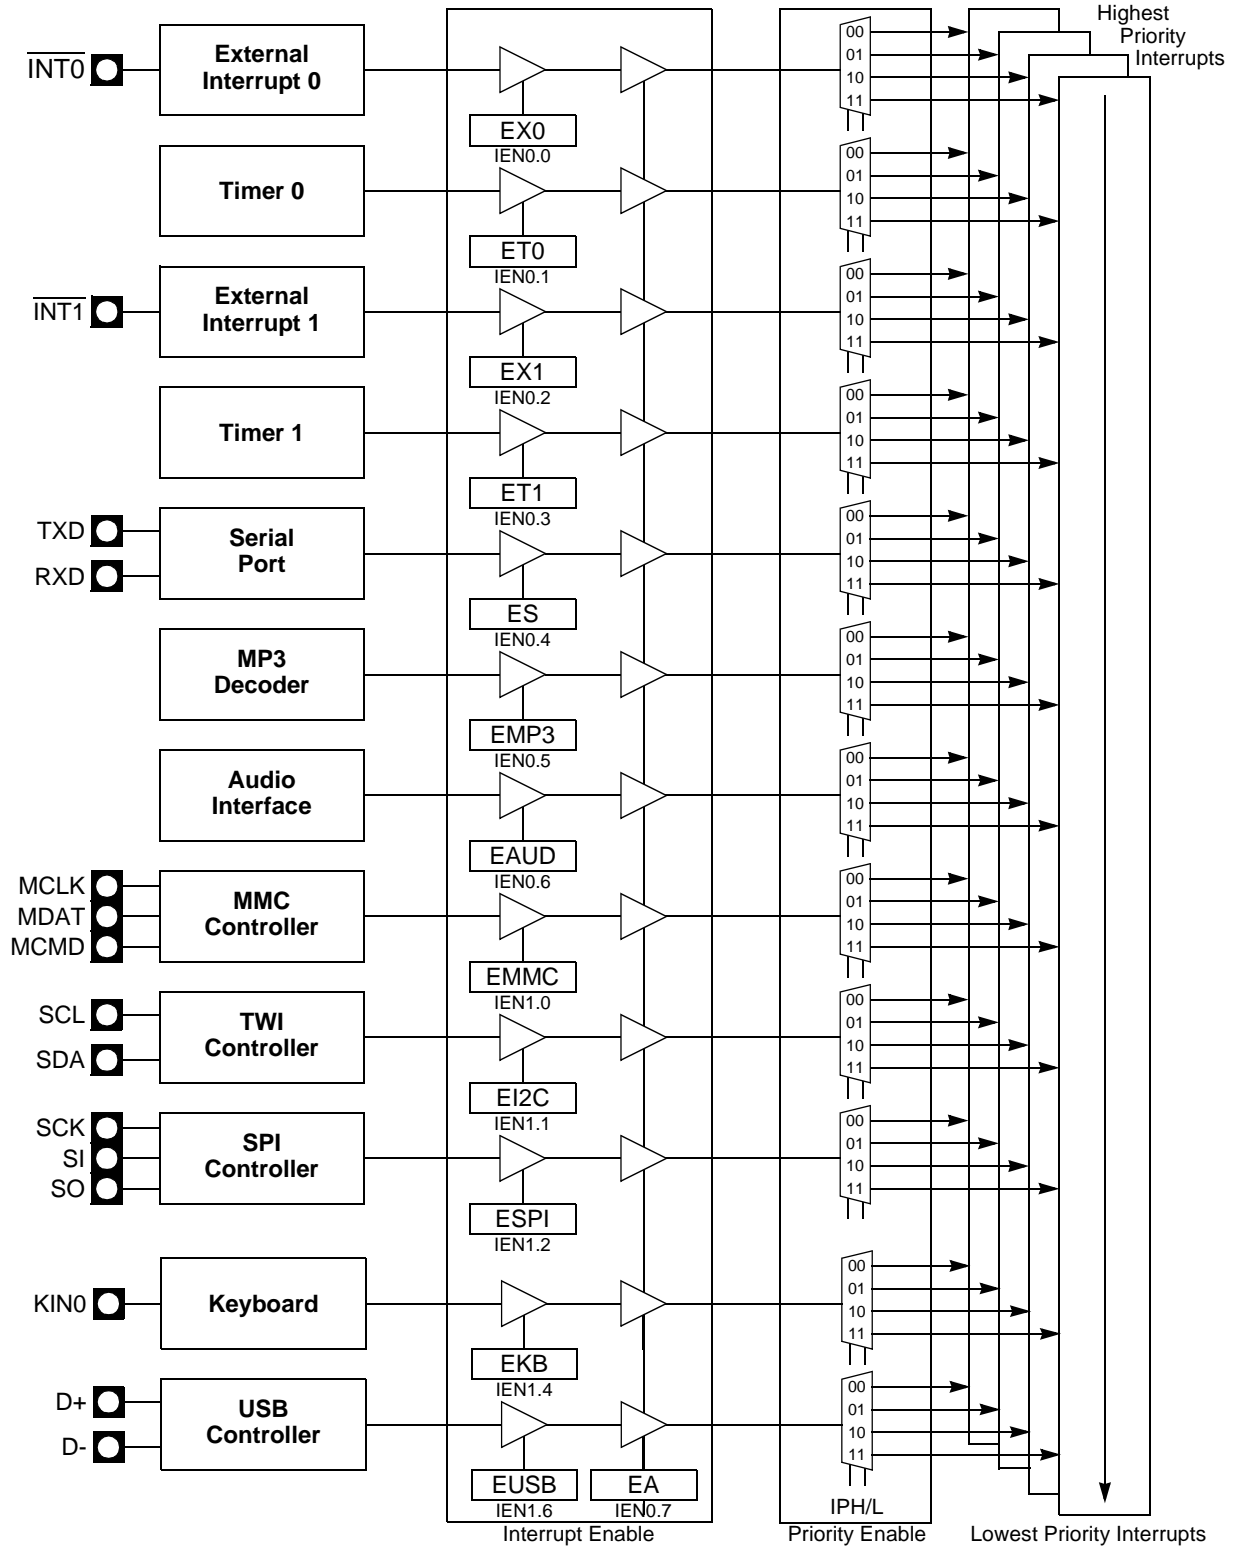 Highest
Priority
Interrupts
INT0
External
Interrupt 0
EX0
IEN0.0
00
01
10
11
Timer 0
ET0
IEN0.1
00
01
10
11
INT1
External
Interrupt 1
EX1
IEN0.2
00
01
10
11
Timer 1
ET1
IEN0.3
00
01
10
11
TXD
RXD
Serial
Port
ES
IEN0.4
00
01
10
11
MP3
Decoder
EMP3
IEN0.5
00
01
10
11
Audio
Interface
EAUD
IEN0.6
00
01
10
11
MCLK
MDAT
MCMD
MMC
Controller
EMMC
IEN1.0
00
01
10
11
SCL
SDA
TWI
Controller
EI2C
IEN1.1
00
01
10
11
SCK
SI
SO
SPI
Controller
ESPI
IEN1.2
00
01
10
11
KIN0
Keyboard
EKB
IEN1.4
00
01
10
11
D+
D-
USB
Controller
EUSB
IEN1.6
EA
IEN0.7
00
01
10
11
IPH/L
Interrupt Enable
Priority Enable
Lowest Priority Interrupts